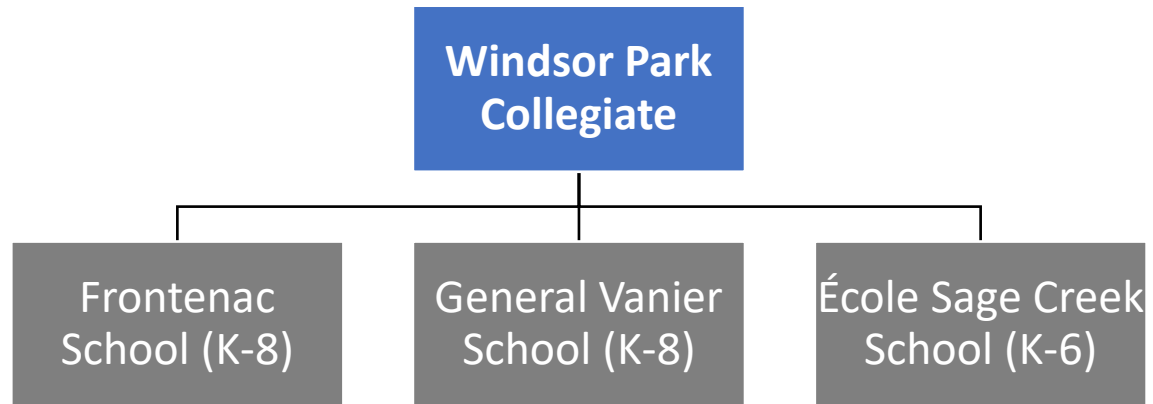 Windsor Park
Collegiate
Frontenac
School (K-8)
General Vanier
School (K-8)
École Sage Creek
School (K-6)